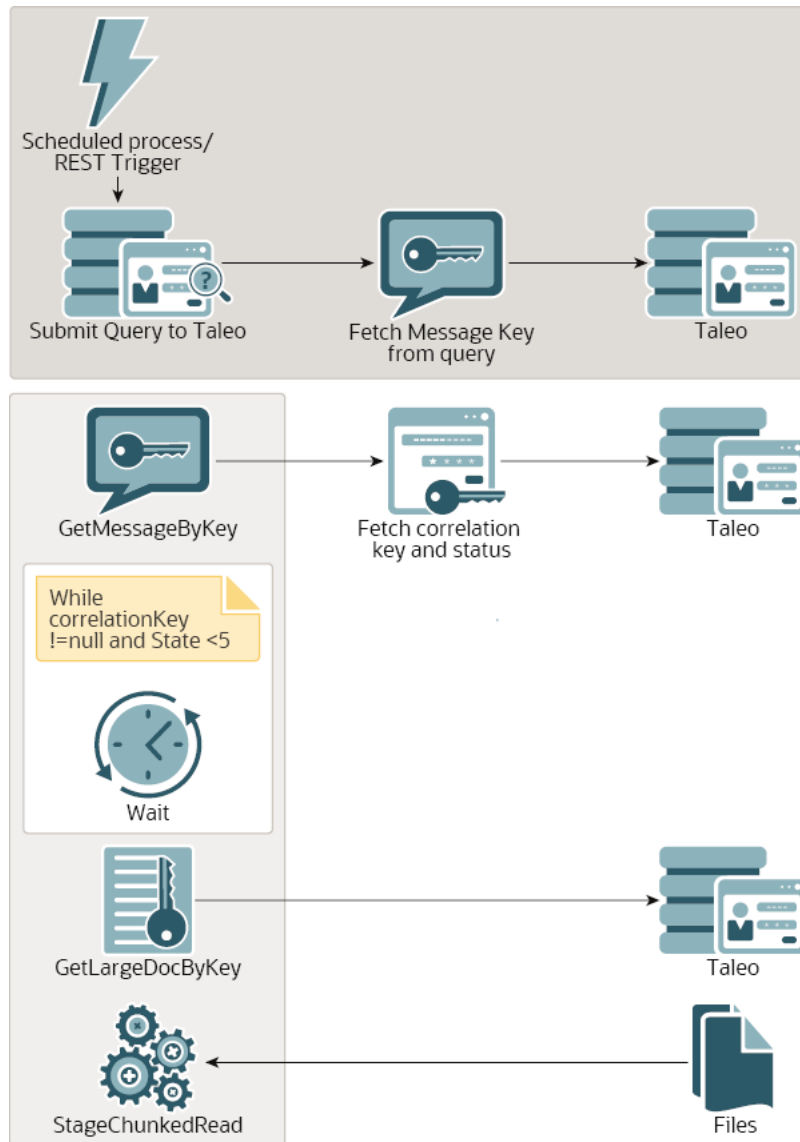 Scheduled process/
REST Trigger
?
Submit Query to Taleo
Fetch Message Key
from query
Taleo
GetMessageByKey
Fetch correlation
key and status
Taleo
While
correlationKey
!=null and State <5
Wait
GetLargeDocByKey
Taleo
StageChunkedRead
Files